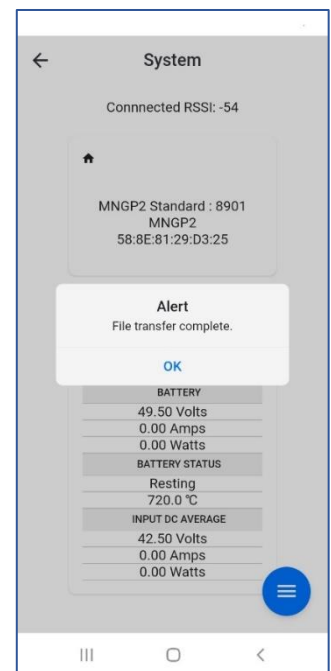 System
Connnected RSSI: -54
MNGP2 Standard : 8901
MNGP2
58:8E:81:29:D3:25
Alert
File transfer complete.
OK
BATTERY
49.50 Volts
0.00 Amps
0.00 Watts
BATTERY STATUS
Resting
720.0 °C
INPUT DC AVERAGE
42.50 Volts
0.00 Amps
0.00 Watts